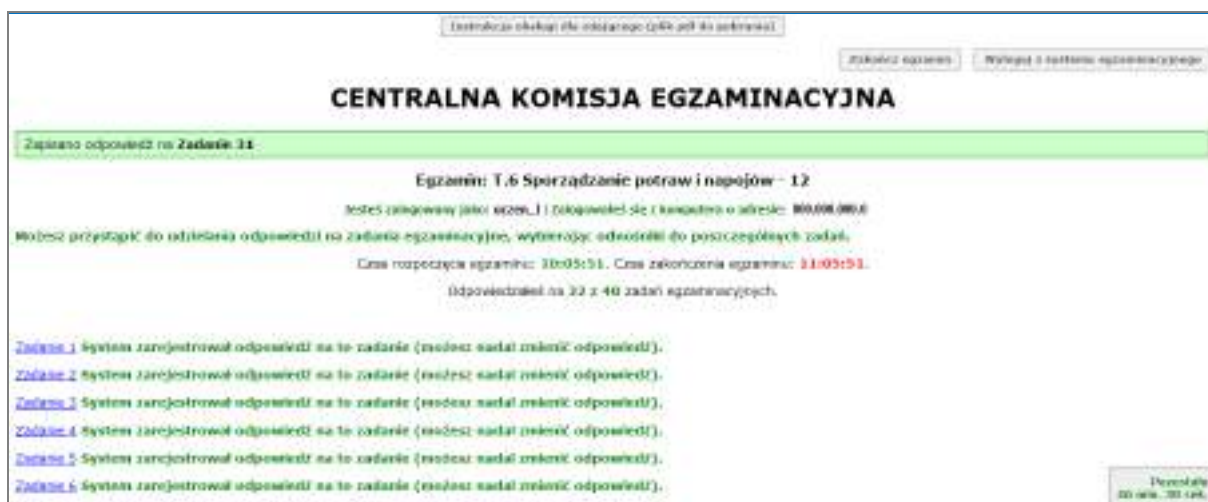 Instrukcja obsługi dla zdającego (plik pdf do pobrania)
Zakończ egzamin Wyloguj z systemu egzaminacyjnego
CENTRALNA KOMISJA EGZAMINACYJNA
Zapisano odpowiedź na Zadanie 31
Egzamin: T.6 Sporządzanie potraw i napojów - 12
Jesteś zalogowany jako: uczen_1 | Zalogowałeś się z komputera o adresie:
Możesz przystąpić do udzielania odpowiedzi na zadania egzaminacyjne, wybierając odnośniki do poszczególnych zadań.
Czas rozpoczęcia egzaminu: 10:05:51. Czas zakończenia egzaminu: 11:05:51.
Odpowiedziałeś na z 40 zadań egzaminacyjnych.
Zadanie 1 System zarejestrował odpowiedź na to zadanie (możesz nadal zmienić odpowiedź).
Zadanie 2 System zarejestrował odpowiedź na to zadanie (możesz nadal zmienić odpowiedź).
Zadanie 3 System zarejestrował odpowiedź na to zadanie (możesz nadal zmienić odpowiedź).
Zadanie 4 System zarejestrował odpowiedź na to zadanie (możesz nadal zmienić odpowiedź).
Zadanie 5 System zarejestrował odpowiedź na to zadanie (możesz nadal zmienić odpowiedź).
Zadanie 6 System zarejestrował odpowiedź na to zadanie (możesz nadal zmienić odpowiedź).
Pozostało
min. sek.